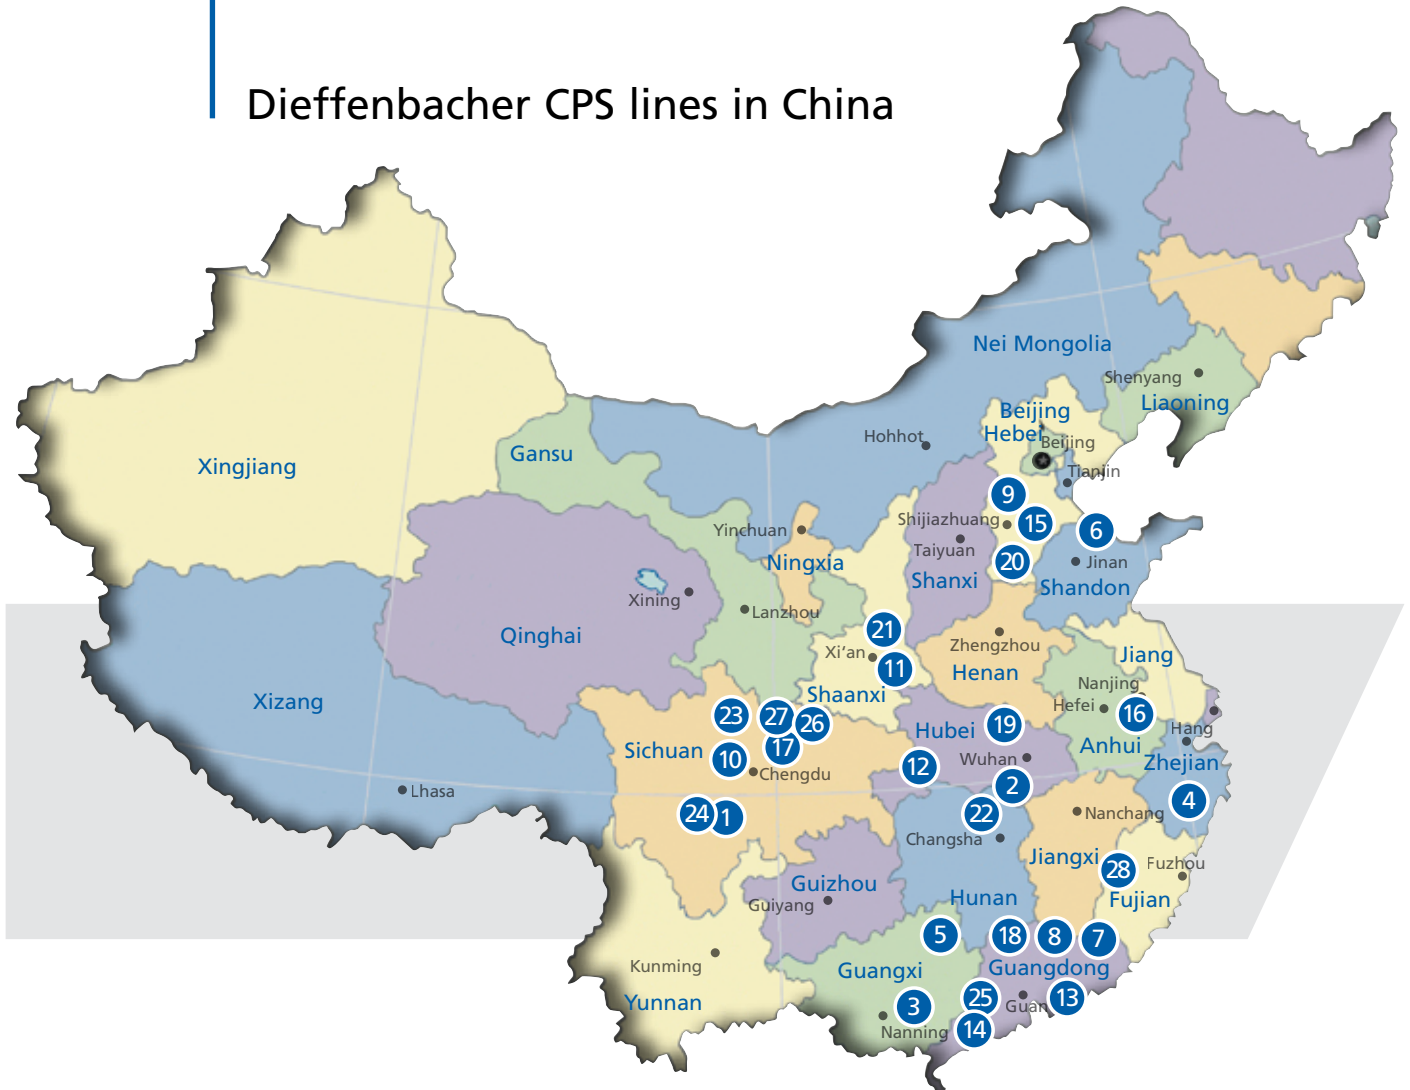 Dieffenbacher CPS lines in China
Nei Mongolia
Shenyang
Liaoning
Beijing
Hebei
Beijing
Hohhot
Tianjin
Xingjiang
Gansu
9
Shijiazhuang
15
6
Yinchuan
Taiyuan
Jinan
Ningxia
20
Shanxi
Shandon
Xining
Lanzhou
21
Qinghai
Xi'an
Zhengzhou
11
Henan
Jiang
Shaanxi
Nanjing
Xizang
Hefei
16
23
27
26
Hubei
19
Hang
Sichuan
17
Anhui
10
Wuhan
Zhejian
12
Chengdu
2
Lhasa
4
24
1
22
Nanchang
Changsha
Jiangxi
28
Fuzhou
Guizhou
Hunan
Fujian
Guiyang
5
18
8
7
Kunming
Guangxi
Guangdong
Yunnan
3
25
Guan
13
Nanning
14